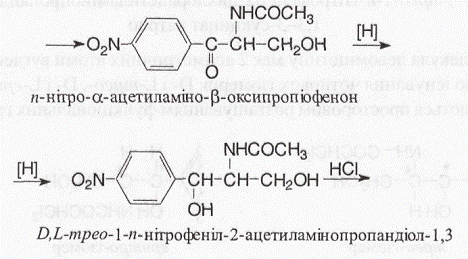 NHCOCH₃
O₂N
C—CH—CH₂OH
[H]
O
п-нітро-α-ацетиламіно-β-оксипропіофенон
[H]
NHCOCH₃
O₂N
CH—CH—CH₂OH
HCl
OH
D,L-трео-1-п-нітрофеніл-2-ацетиламінопропандіол-1,3